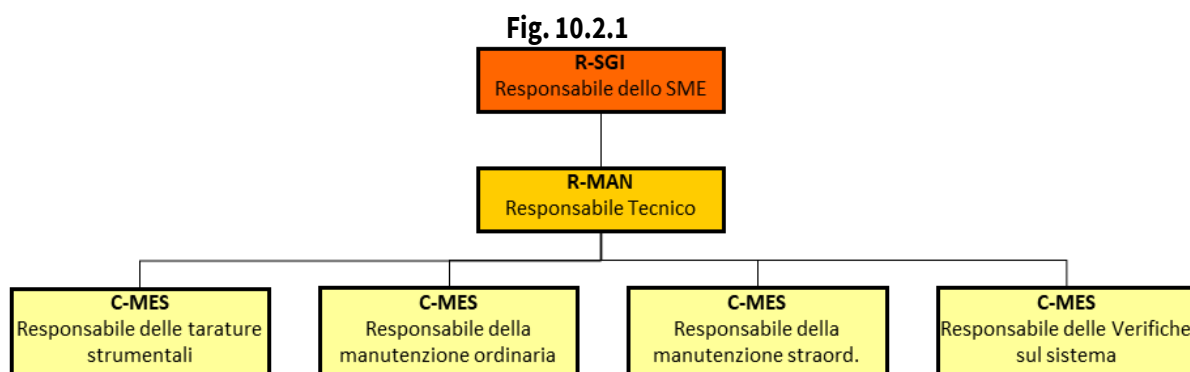 Fig. 10.2.1
R-SGI
Responsabile dello SME
R-MAN
Responsabile Tecnico
C-MES
Responsabile delle tarature
strumentali
C-MES
Responsabile della
manutenzione ordinaria
C-MES
Responsabile della
manutenzione straord.
C-MES
Responsabile delle Verifiche
sul sistema